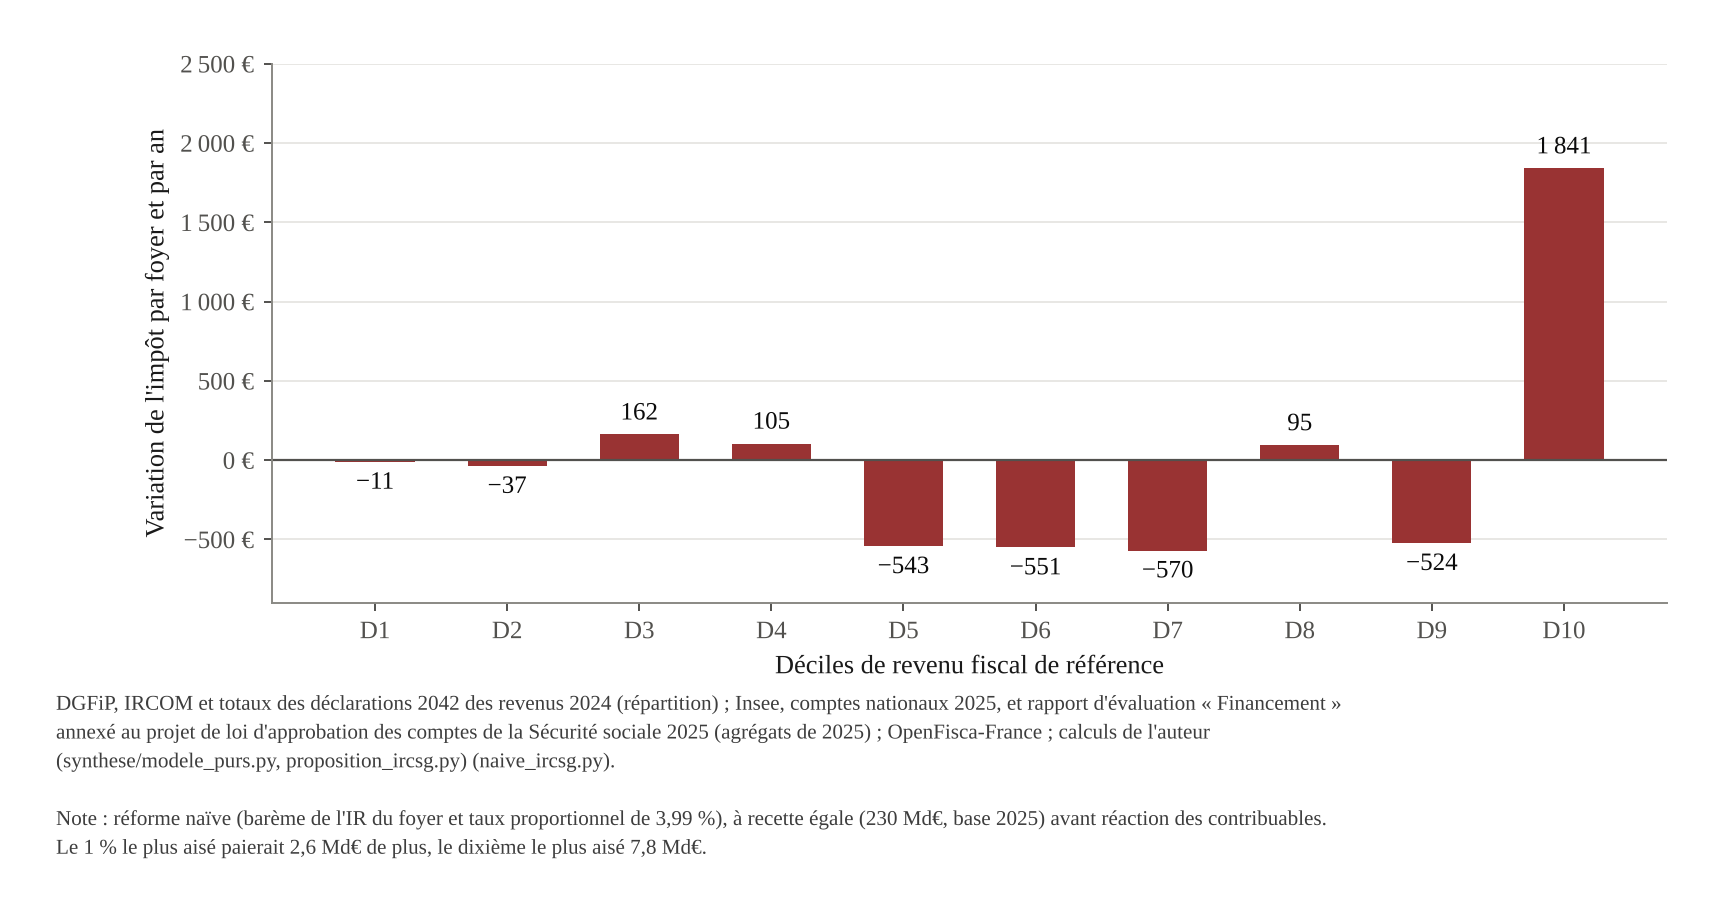 2 500 €
2 000 €
1 500 €
1 000 €
500 €
0 €
−500 €
Variation de l'impôt par foyer et par an
−11
−37
162
105
−543
−551
−570
95
−524
1 841
D1 D2 D3 D4 D5 D6 D7 D8 D9 D10
Déciles de revenu fiscal de référence
DGFiP, IRCOM et totaux des déclarations 2042 des revenus 2024 (répartition) ; Insee, comptes nationaux 2025, et rapport d'évaluation « Financement »
annexé au projet de loi d'approbation des comptes de la Sécurité sociale 2025 (agrégats de 2025) ; OpenFisca-France ; calculs de l'auteur
(synthese/modele_purs.py, proposition_ircsg.py) (naive_ircsg.py).
Note : réforme naïve (barème de l'IR du foyer et taux proportionnel de 3,99 %), à recette égale (230 Md€, base 2025) avant réaction des contribuables.
Le 1 % le plus aisé paierait 2,6 Md€ de plus, le dixième le plus aisé 7,8 Md€.